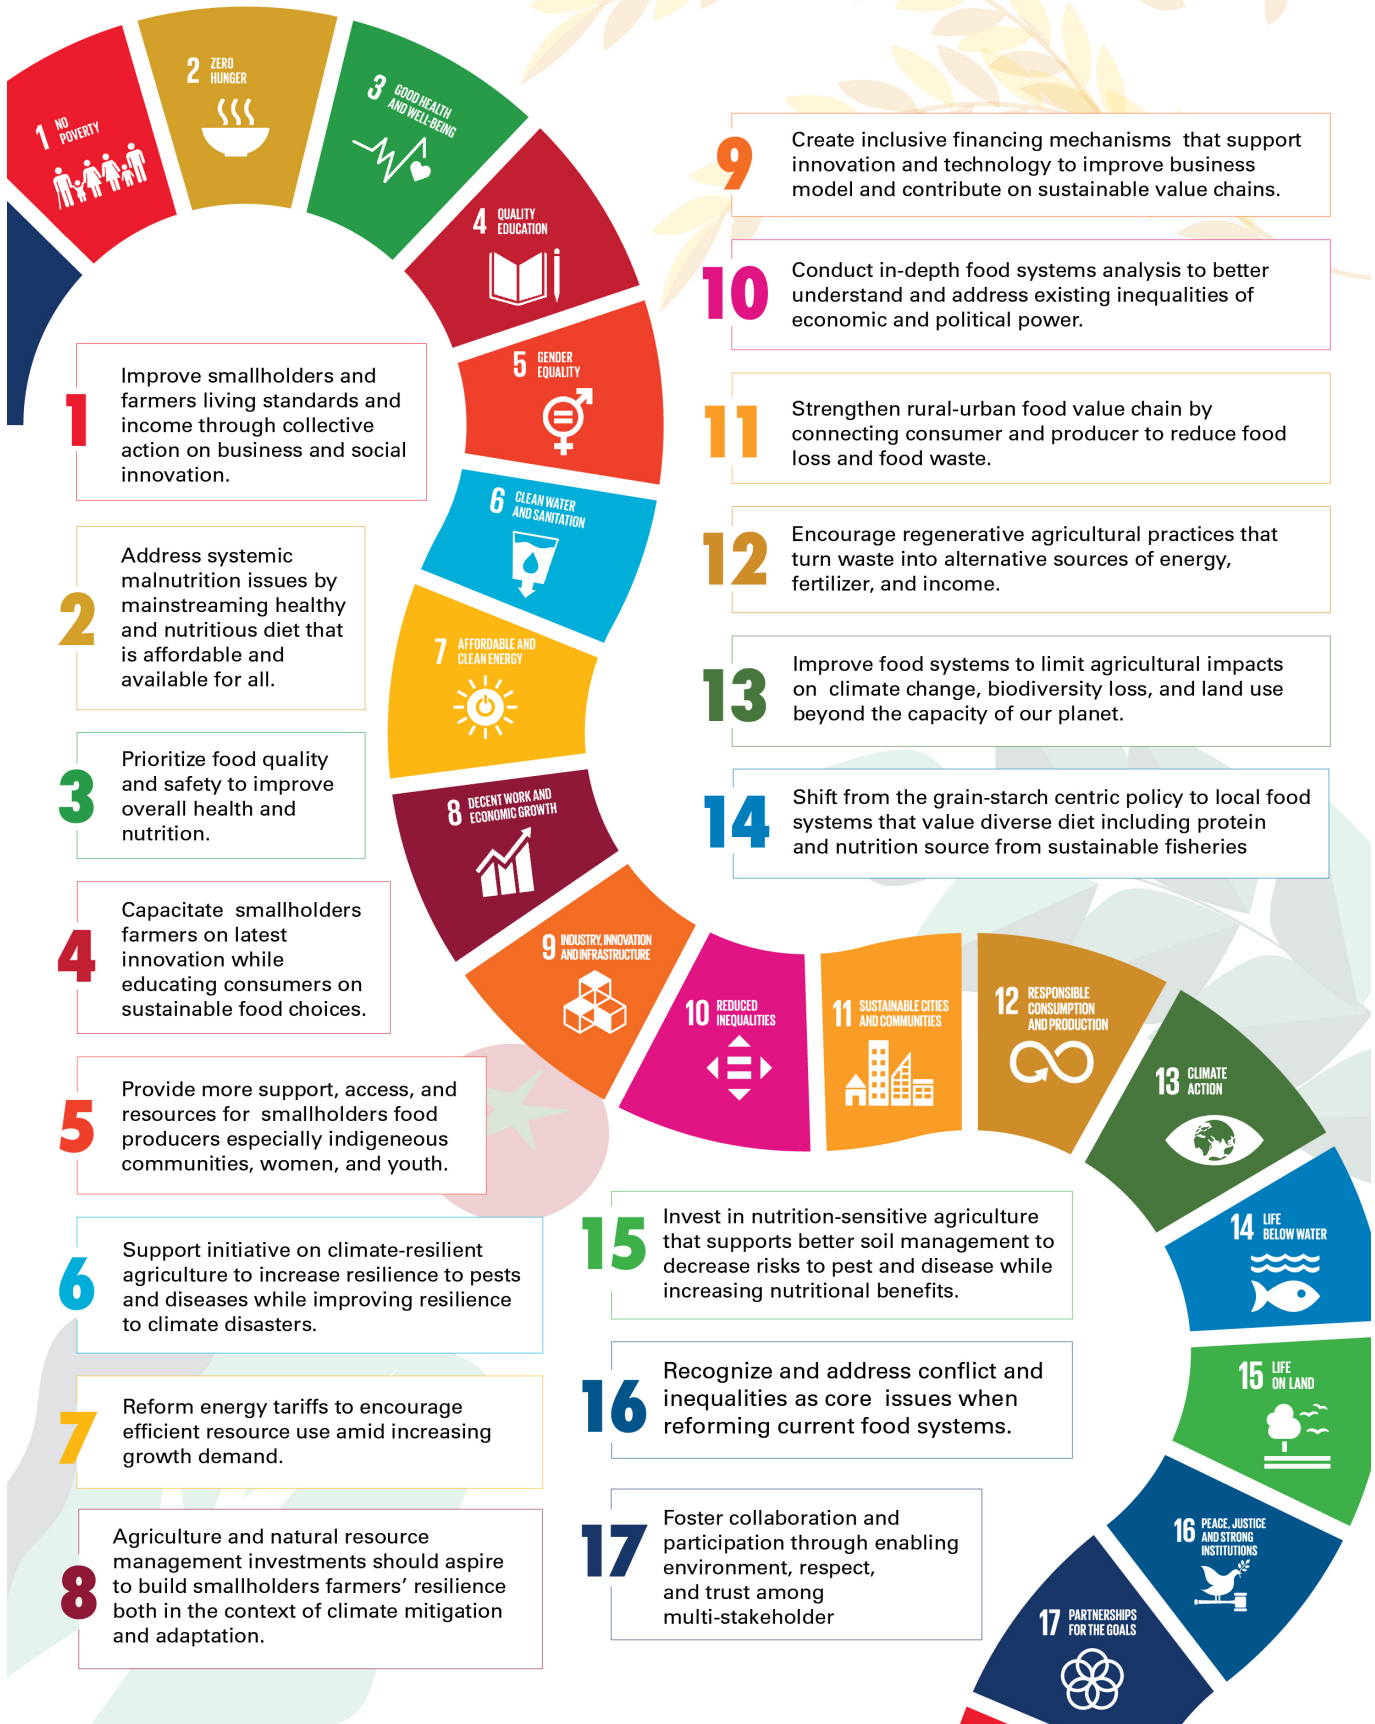 1 NO
POVERTY
2 ZERO
HUNGER
3 GOOD HEALTH
AND WELL-BEING
4 QUALITY
EDUCATION
5 GENDER
EQUALITY
6 CLEAN WATER
AND SANITATION
7 AFFORDABLE AND
CLEAN ENERGY
8 DECENT WORK AND
ECONOMIC GROWTH
9 INDUSTRY, INNOVATION
AND INFRASTRUCTURE
10 REDUCED
INEQUALITIES
11 SUSTAINABLE CITIES
AND COMMUNITIES
12 RESPONSIBLE
CONSUMPTION
AND PRODUCTION
13 CLIMATE
ACTION
14 LIFE
BELOW WATER
15 LIFE
ON LAND
16 PEACE, JUSTICE
AND STRONG
INSTITUTIONS
17 PARTNERSHIPS
FOR THE GOALS
1
Improve smallholders and
farmers living standards and
income through collective
action on business and social
innovation.
2
Address systemic
malnutrition issues by
mainstreaming healthy
and nutritious diet that
is affordable and
available for all.
3
Prioritize food quality
and safety to improve
overall health and
nutrition.
4
Capacitate smallholders
farmers on latest
innovation while
educating consumers on
sustainable food choices.
5
Provide more support, access, and
resources for smallholders food
producers especially indigeneous
communities, women, and youth.
6
Support initiative on climate-resilient
agriculture to increase resilience to pests
and diseases while improving resilience
to climate disasters.
7
Reform energy tariffs to encourage
efficient resource use amid increasing
growth demand.
8
Agriculture and natural resource
management investments should aspire
to build smallholders farmers’ resilience
both in the context of climate mitigation
and adaptation.
9
Create inclusive financing mechanisms that support
innovation and technology to improve business
model and contribute on sustainable value chains.
10
Conduct in-depth food systems analysis to better
understand and address existing inequalities of
economic and political power.
11
Strengthen rural-urban food value chain by
connecting consumer and producer to reduce food
loss and food waste.
12
Encourage regenerative agricultural practices that
turn waste into alternative sources of energy,
fertilizer, and income.
13
Improve food systems to limit agricultural impacts
on climate change, biodiversity loss, and land use
beyond the capacity of our planet.
14
Shift from the grain-starch centric policy to local food
systems that value diverse diet including protein
and nutrition source from sustainable fisheries
15
Invest in nutrition-sensitive agriculture
that supports better soil management to
decrease risks to pest and disease while
increasing nutritional benefits.
16
Recognize and address conflict and
inequalities as core issues when
reforming current food systems.
17
Foster collaboration and
participation through enabling
environment, respect,
and trust among
multi-stakeholder